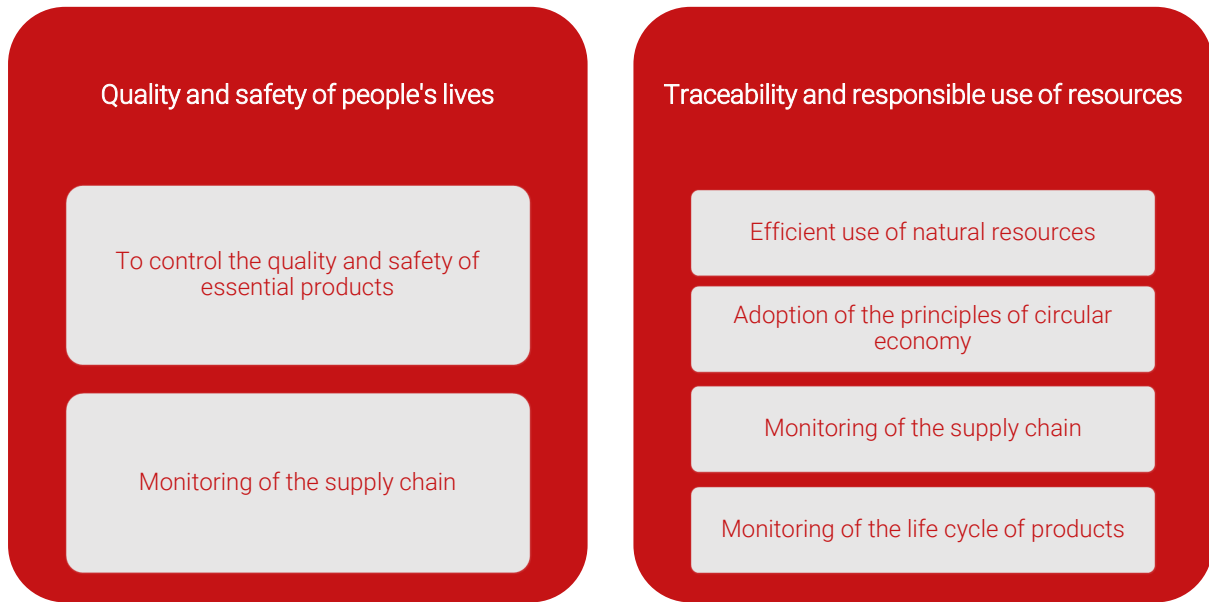 Quality and safety of people's lives
To control the quality and safety of
essential products
Monitoring of the supply chain
Traceability and responsible use of resources
Efficient use of natural resources
Adoption of the principles of circular
economy
Monitoring of the supply chain
Monitoring of the life cycle of products